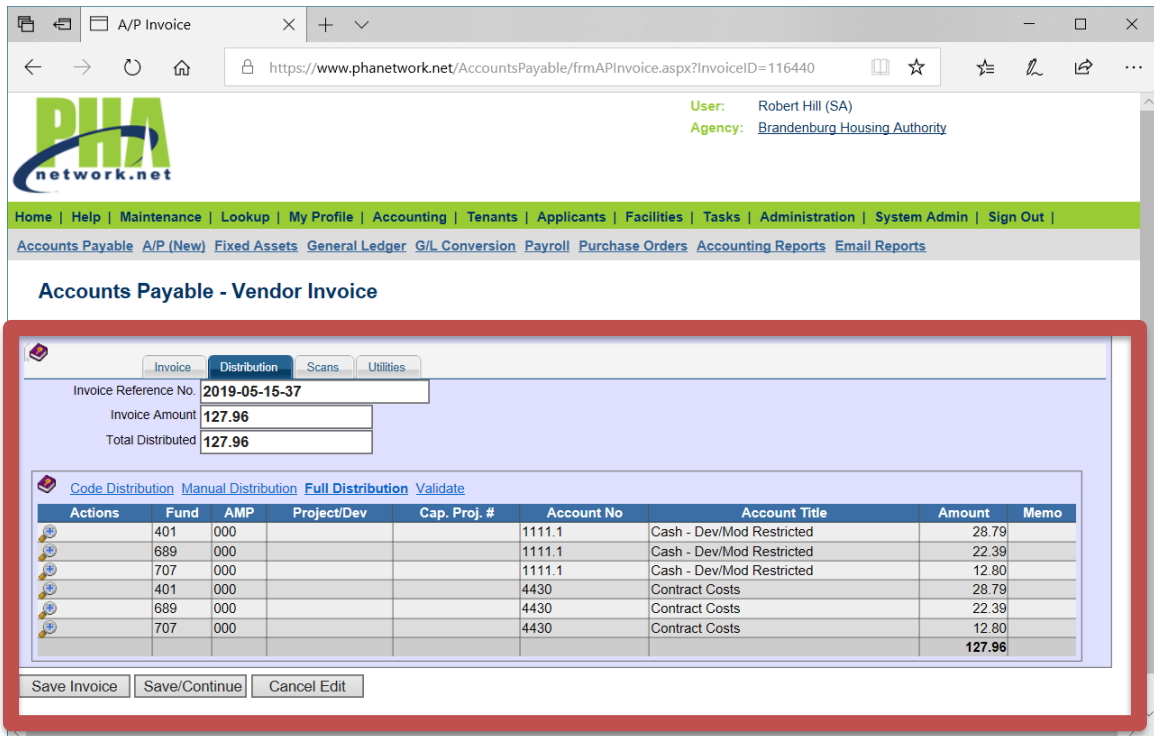 A/P Invoice
https://www.phanetwork.net/AccountsPayable/frmAPInvoice.aspx?InvoiceID=116440
PHA
network.net
User: Robert Hill (SA)
Agency: Brandenburg Housing Authority
Home | Help | Maintenance | Lookup | My Profile | Accounting | Tenants | Applicants | Facilities | Tasks | Administration | System Admin | Sign Out |
Accounts Payable A/P (New) Fixed Assets General Ledger G/L Conversion Payroll Purchase Orders Accounting Reports Email Reports
Accounts Payable - Vendor Invoice
Invoice Distribution Scans Utilities
Invoice Reference No. 2019-05-15-37
Invoice Amount 127.96
Total Distributed 127.96
Code Distribution Manual Distribution Full Distribution Validate
Actions Fund AMP Project/Dev Cap. Proj. # Account No Account Title Amount Memo
401 000 1111.1 Cash - Dev/Mod Restricted 28.79
689 000 1111.1 Cash - Dev/Mod Restricted 22.39
707 000 1111.1 Cash - Dev/Mod Restricted 12.80
401 000 4430 Contract Costs 28.79
689 000 4430 Contract Costs 22.39
707 000 4430 Contract Costs 12.80
127.96
Save Invoice Save/Continue Cancel Edit